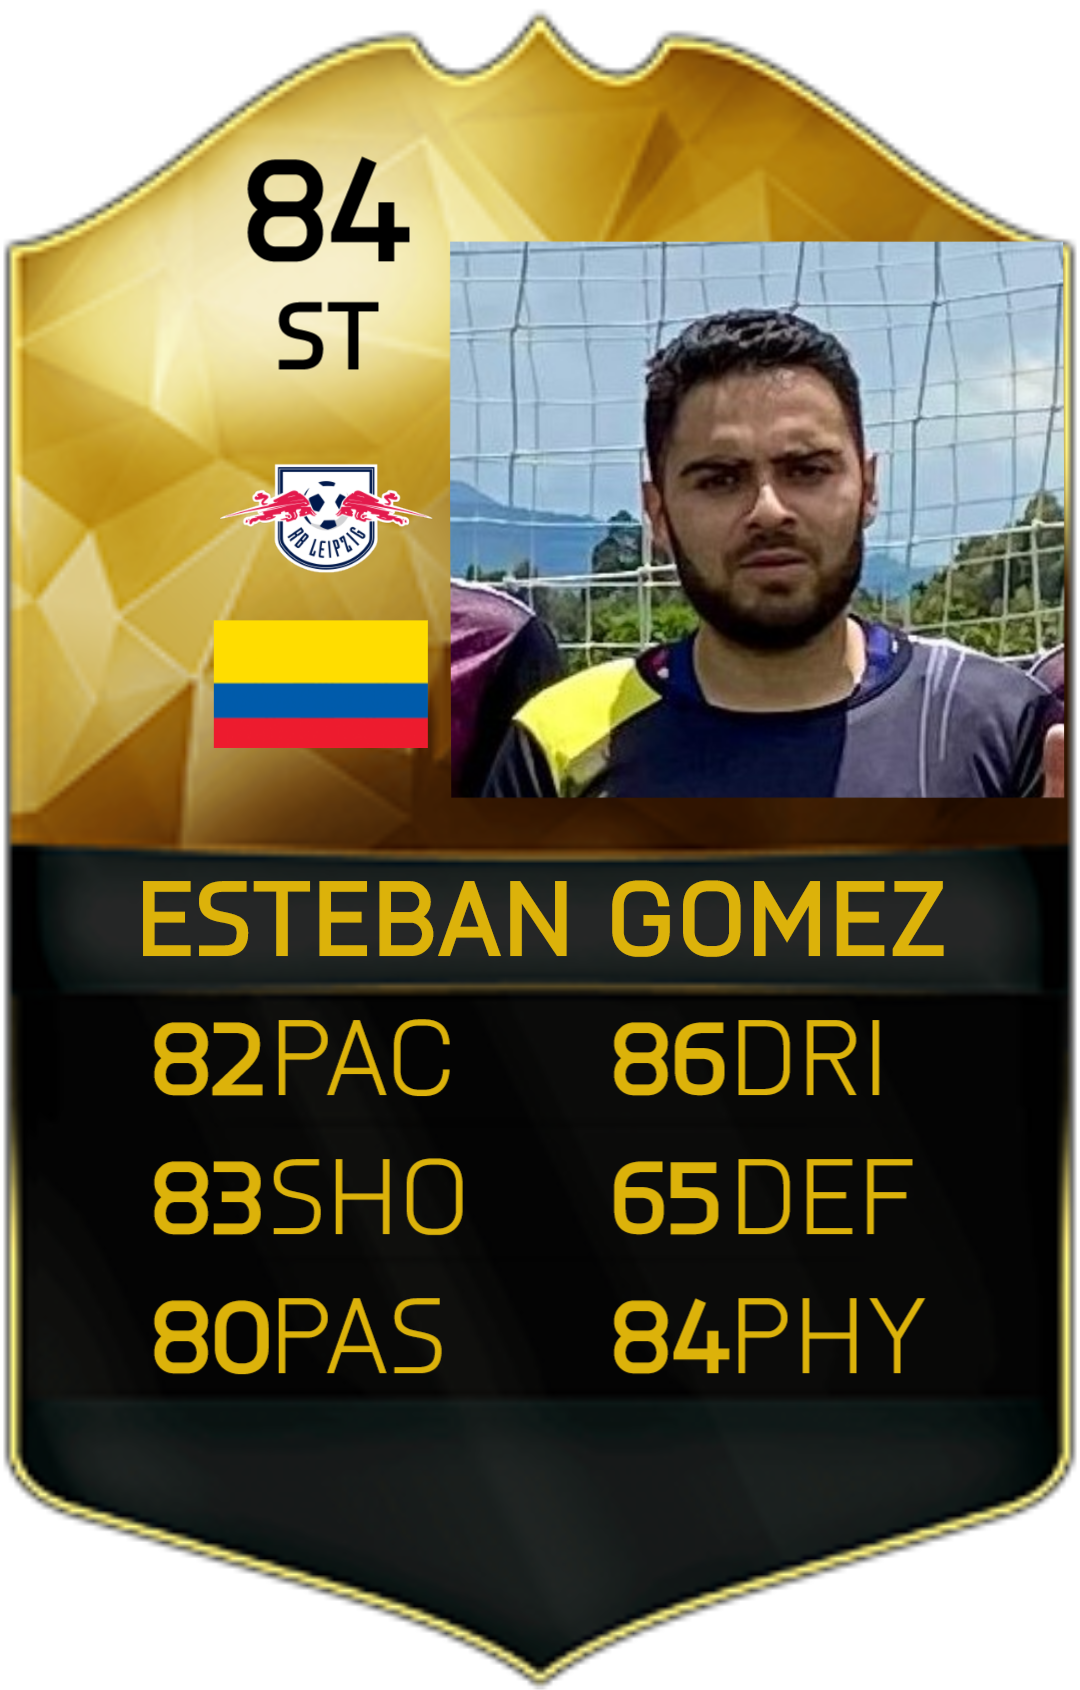 84
ST
RB LEIPZIG
ESTEBAN GOMEZ
82PAC 86DRI
83SHO 65DEF
80PAS 84PHY